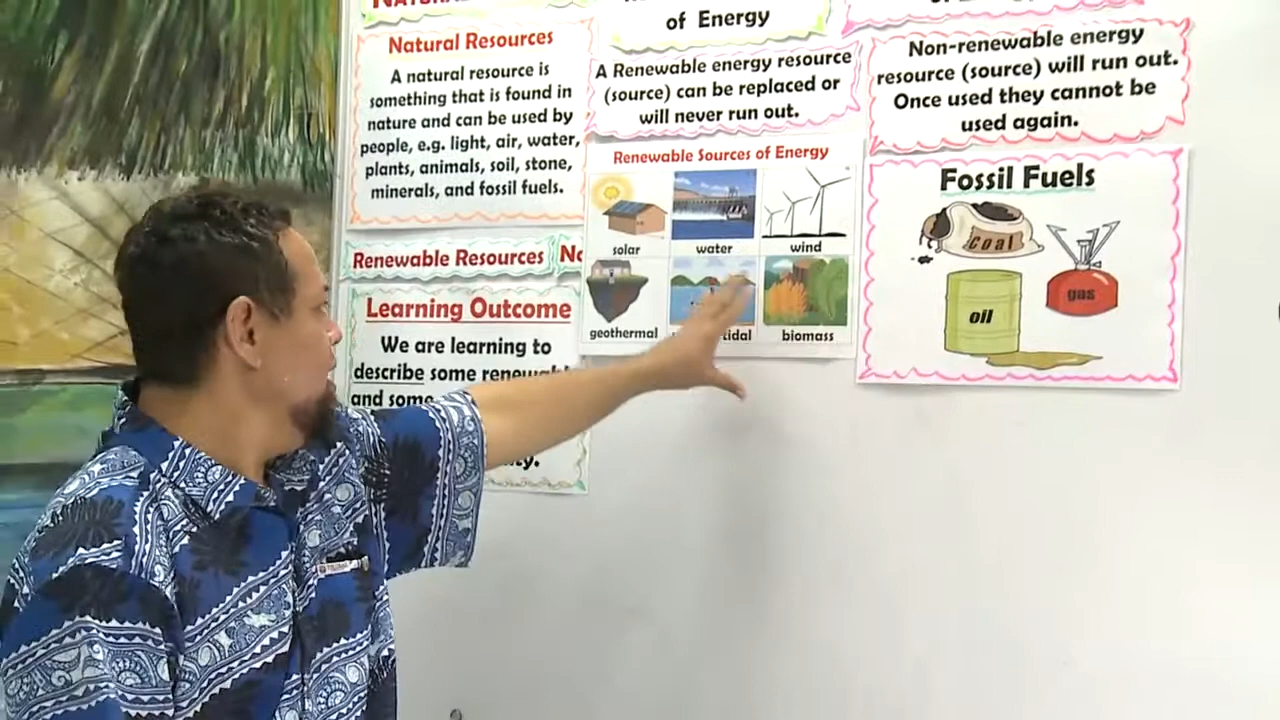 Natural Resources
A natural resource is
something that is found in
nature and can be used by
people, e.g. light, air, water,
plants, animals, soil, stone,
minerals, and fossil fuels.
Renewable Resources
Learning Outcome
We are learning to
describe some
and some
of Energy
A Renewable energy resource
(source) can be replaced or
will never run out.
Renewable Sources of Energy
solar
water
wind
geothermal
tidal
biomass
Non-renewable energy
resource (source) will run out.
Once used they cannot be
used again.
Fossil Fuels
Coal
oil
gas